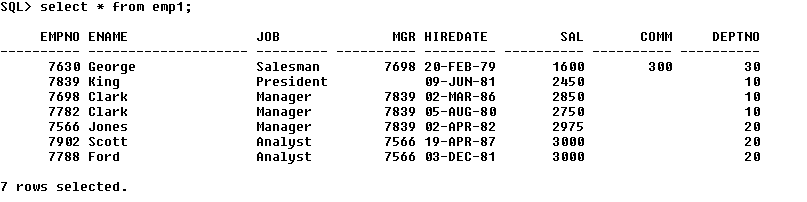 SQL> select * from emp1;
EMPNO ENAME JOB MGR HIREDATE SAL COMM DEPTNO
---------- -------------------- ---------- ---------- --------- ---------- ---------- ----------
7630 George Salesman 7698 20-FEB-79 1600 300 30
7839 King President 09-JUN-81 2450 10
7698 Clark Manager 7839 02-MAR-86 2850 10
7782 Clark Manager 7839 05-AUG-80 2750 10
7566 Jones Manager 7839 02-APR-82 2975 20
7902 Scott Analyst 7566 19-APR-87 3000 20
7788 Ford Analyst 7566 03-DEC-81 3000 20
7 rows selected.